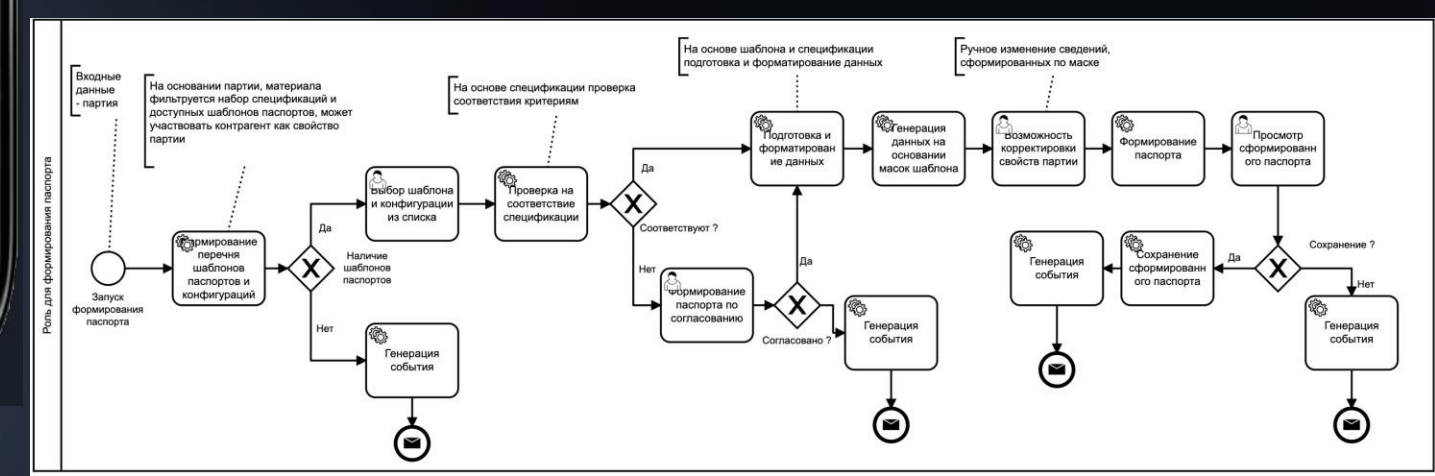 Роль для формирования паспорта
Входные
данные
- партия
На основании партии, материала
фильтруется набор спецификаций и
доступных шаблонов паспортов, может
участвовать контрагент как свойство
партии
На основе спецификации проверка
соответствия критериям
На основе шаблона и спецификации
подготовка и форматирование данных
Ручное изменение сведений,
сформированных по маске
Запуск
формирования
паспорта
Формирование
перечня
шаблонов
паспортов и
конфигураций
Да
Наличие
шаблонов
паспортов
Нет
Выбор шаблона
и конфигурации
из списка
Генерация
события
Проверка на
соответствие
спецификации
Да
Соответствуют ?
Нет
Формирование
паспорта по
согласованию
Да
Согласовано ?
Генерация
события
Подготовка и
форматирован
ие данных
Генерация
данных на
основании
масок шаблона
Возможность
корректировки
свойств партии
Формирование
паспорта
Просмотр
сформированн
ого паспорта
Сохранение ?
Да
Нет
Сохранение
сформированн
ого паспорта
Генерация
события
Генерация
события